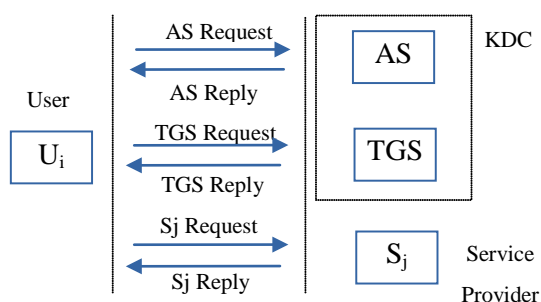 AS Request
KDC
AS
AS Reply
User
TGS Request
Ui
TGS
TGS Reply
Sj Request
Sj
Service
Provider
Sj Reply